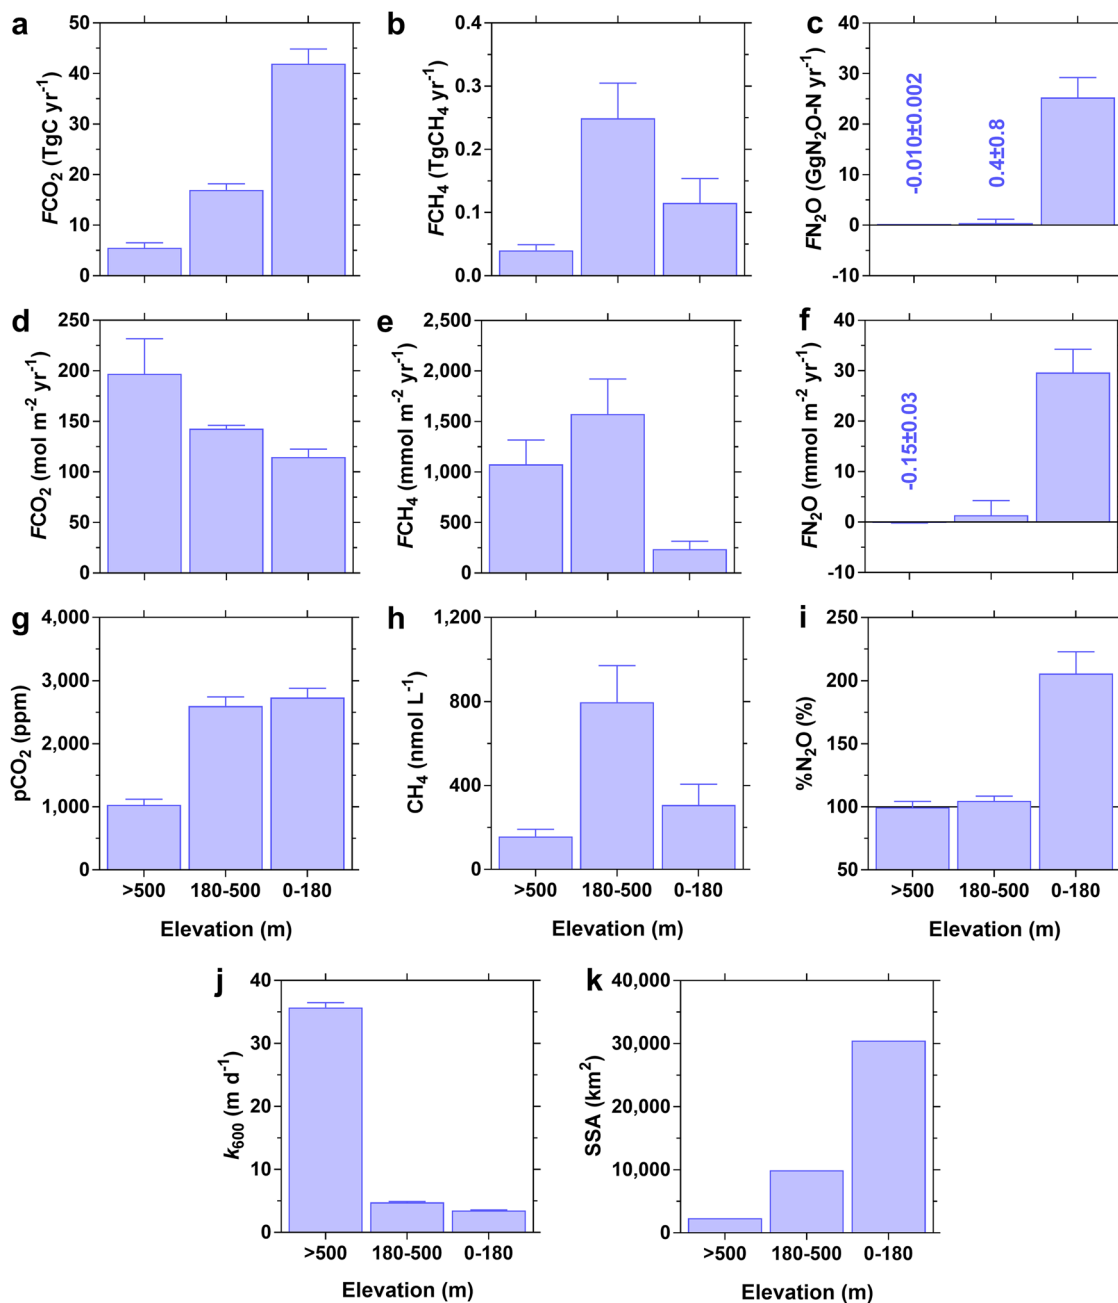 a
50
40
30
20
10
0
FCO₂ (TgC yr⁻¹)
b
0.4
0.3
0.2
0.1
0.0
FCH₄ (TgCH₄ yr⁻¹)
c
40
30
20
10
0
-10
FN₂O (GgN₂O-N yr⁻¹)
-0.010±0.002
0.4±0.8
d
250
200
150
100
50
0
FCO₂ (mol m⁻² yr⁻¹)
e
2,500
2,000
1,500
1,000
500
0
FCH₄ (mmol m⁻² yr⁻¹)
f
40
30
20
10
0
-10
FN₂O (mmol m⁻² yr⁻¹)
-0.15±0.03
g
4,000
3,000
2,000
1,000
0
pCO₂ (ppm)
>500 180-500 0-180
Elevation (m)
h
1,200
800
400
0
CH₄ (nmol L⁻¹)
>500 180-500 0-180
Elevation (m)
i
250
200
150
100
50
%N₂O (%)
>500 180-500 0-180
Elevation (m)
j
40
30
20
10
0
k₆₀₀ (m d⁻¹)
>500 180-500 0-180
Elevation (m)
k
40,000
30,000
20,000
10,000
0
SSA (km²)
>500 180-500 0-180
Elevation (m)